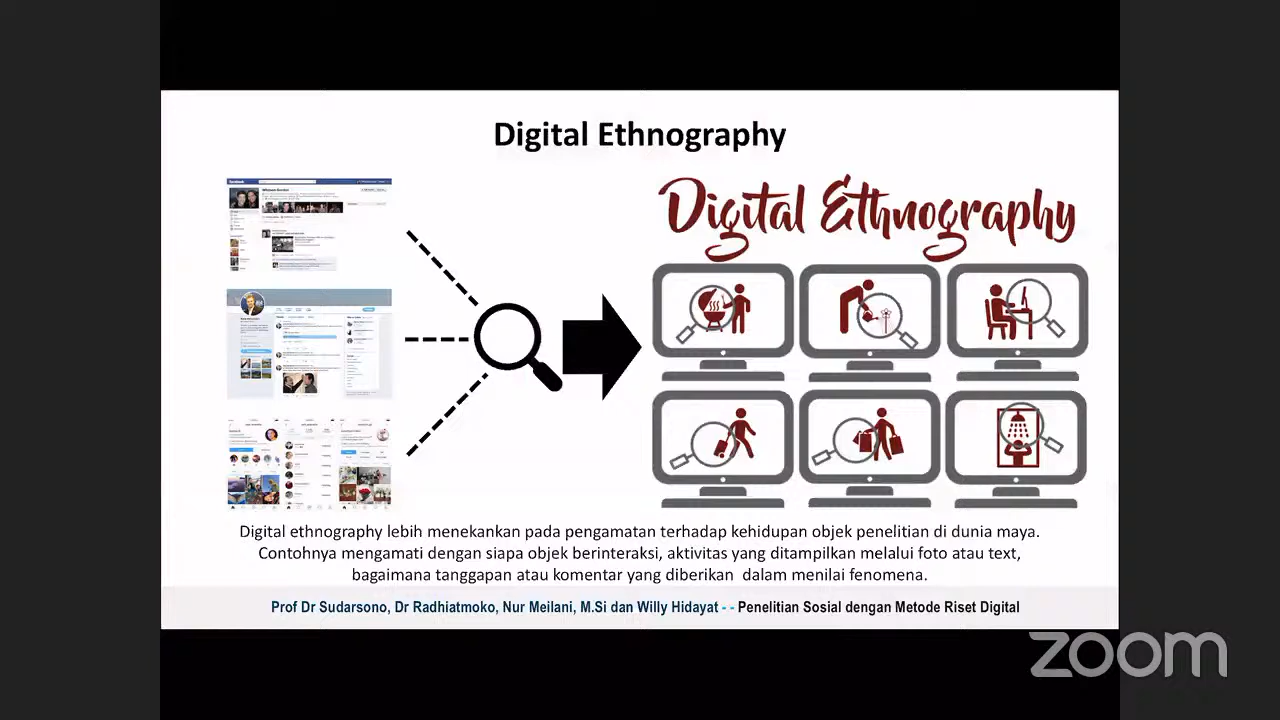 Digital Ethnography
Digital Ethnography
Digital ethnography lebih menekankan pada pengamatan terhadap kehidupan objek penelitian di dunia maya.
Contohnya mengamati dengan siapa objek berinteraksi, aktivitas yang ditampilkan melalui foto atau text,
bagaimana tanggapan atau komentar yang diberikan dalam menilai fenomena.
Prof Dr Sudarsono, Dr Radhiatmoko, Nur Meilani, M.Si dan Willy Hidayat - - Penelitian Sosial dengan Metode Riset Digital
zoom